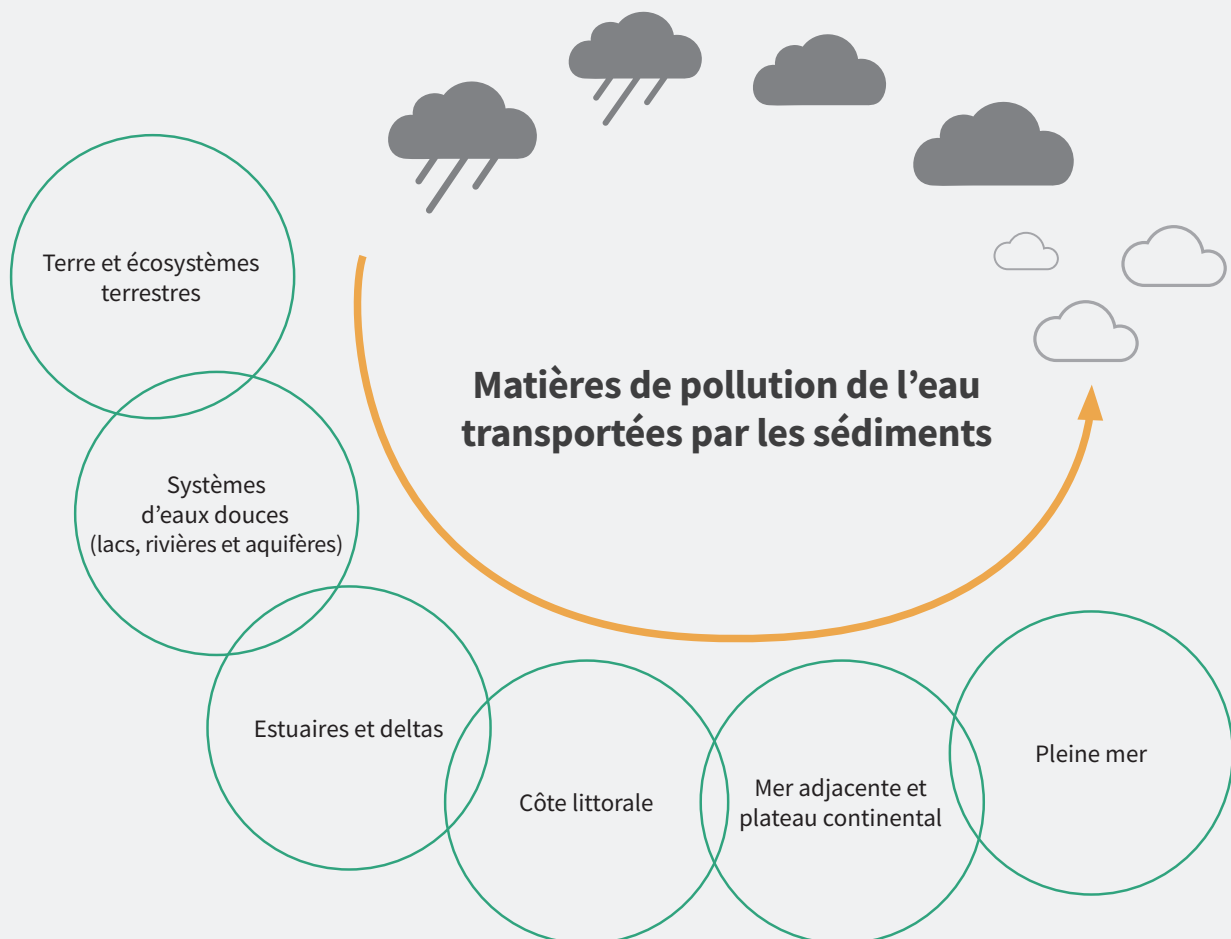 Terre et écosystèmes
terrestres
Matières de pollution de l’eau
transportées par les sédiments
Systèmes
d’eaux douces
(lacs, rivières et aquifères)
Estuaires et deltas
Côte littorale
Mer adjacente et
plateau continental
Pleine mer